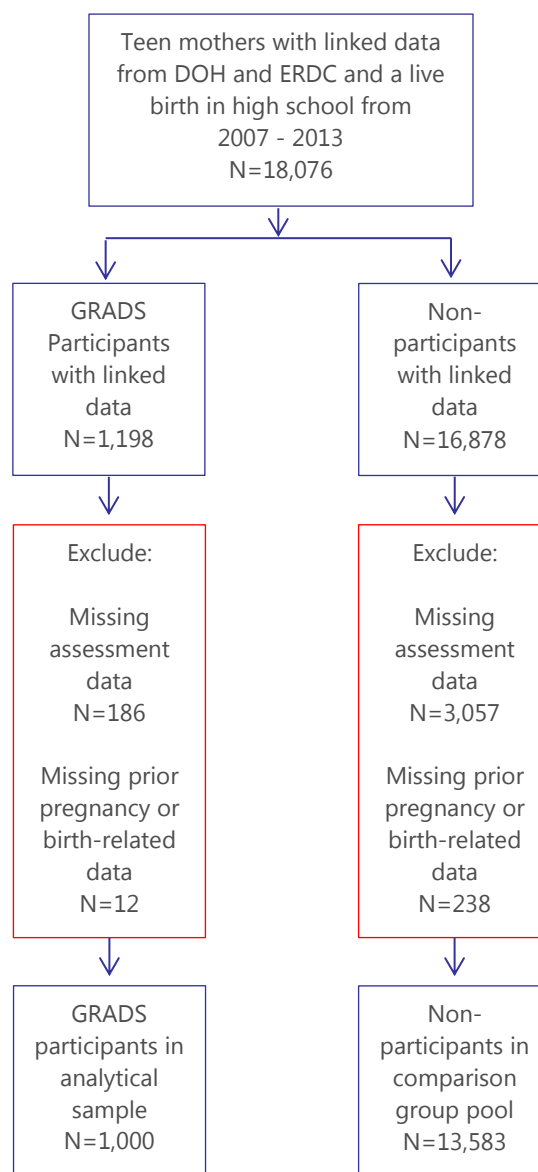 Teen mothers with linked data
from DOH and ERDC and a live
birth in high school from
2007 - 2013
N=18,076
GRADS
Participants
with linked
data
N=1,198
Non-
participants
with linked
data
N=16,878
Exclude:
Missing
assessment
data
N=186
Missing prior
pregnancy or
birth-related
data
N=12
Exclude:
Missing
assessment
data
N=3,057
Missing prior
pregnancy or
birth-related
data
N=238
GRADS
participants in
analytical
sample
N=1,000
Non-
participants in
comparison
group pool
N=13,583